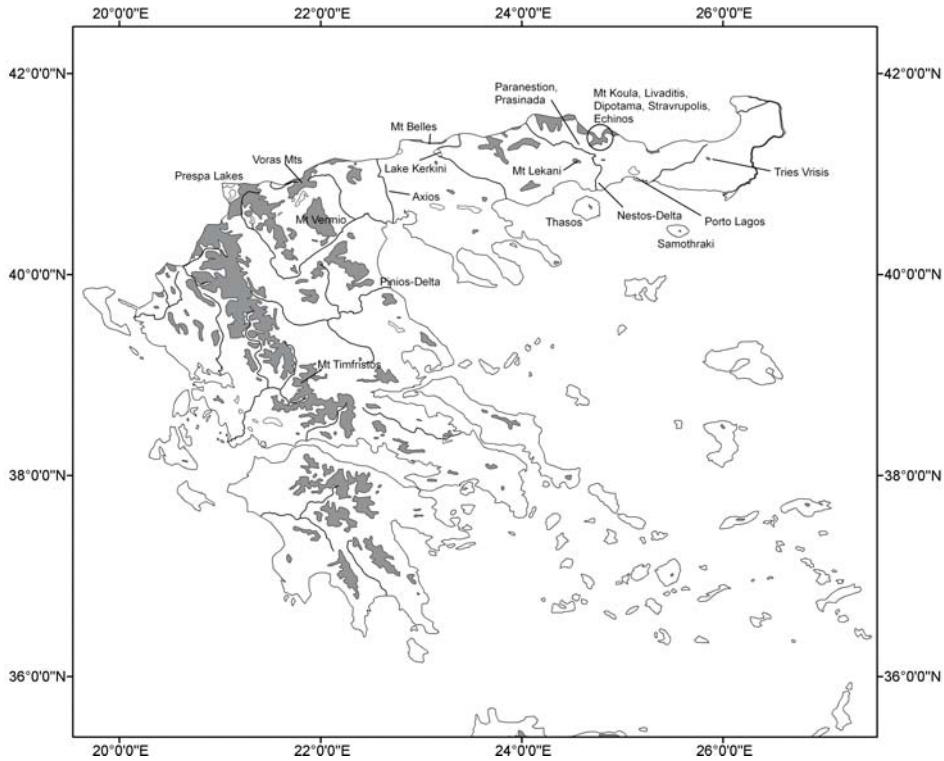 20°0'0"E
22°0'0"E
24°0'0"E
26°0'0"E
42°0'0"N
42°0'0"N
Paranestion,
Prasinada
Mt Koula, Livaditis,
Dipotama, Stravrupolis,
Echinos
Mt Belles
Voras Mts
Lake Kerkini
Prespa Lakes
Mt Lekani
Tries Vrisis
Axios
Mt Vermio
Thasos
Nestos-Delta
Porto Lagos
Samothraki
40°0'0"N
Pinios-Delta
40°0'0"N
Mt Timfristos
38°0'0"N
38°0'0"N
36°0'0"N
36°0'0"N
20°0'0"E
22°0'0"E
24°0'0"E
26°0'0"E